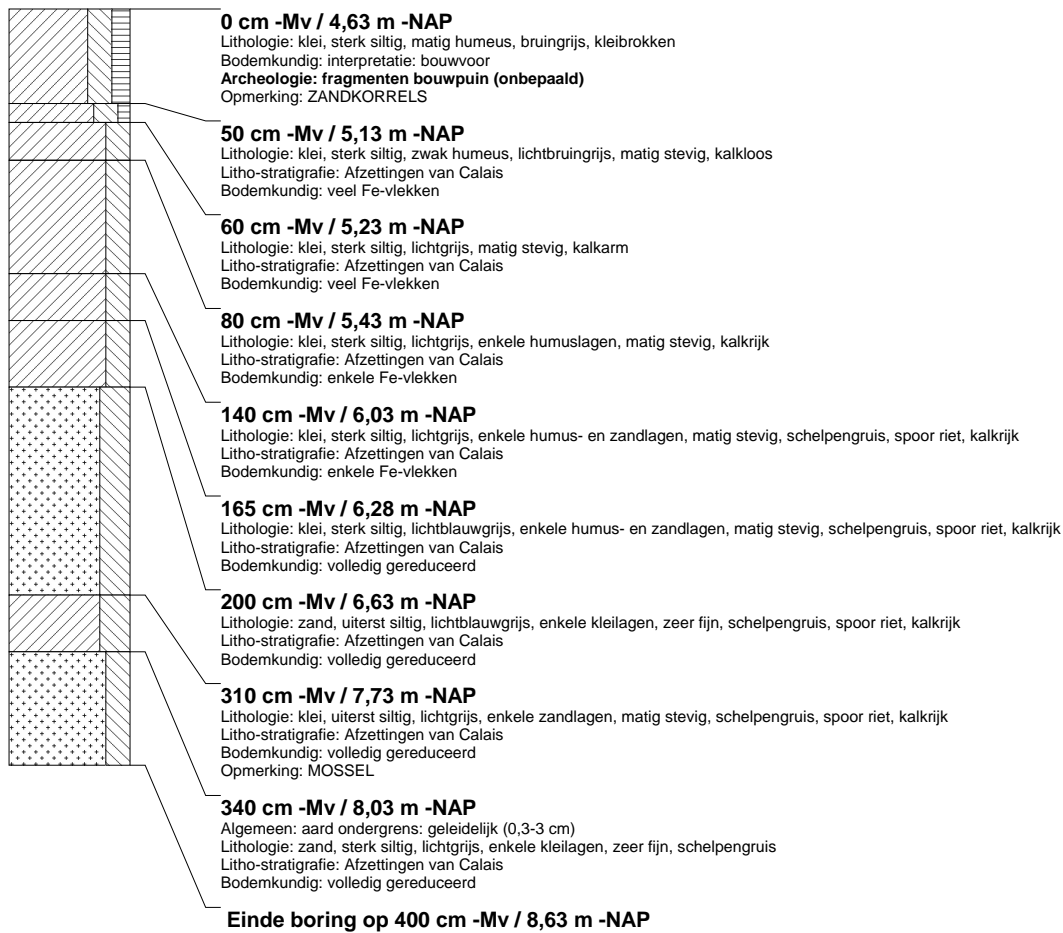 0 cm -Mv / 4,63 m -NAP
Lithologie: klei, sterk siltig, matig humeus, bruingrijs, kleibrokken
Bodemkundig: interpretatie: bouwvoor
Archeologie: fragmenten bouwpuin (onbepaald)
Opmerking: ZANDKORRELS
50 cm -Mv / 5,13 m -NAP
Lithologie: klei, sterk siltig, zwak humeus, lichtbruingrijs, matig stevig, kalkloos
Litho-stratigrafie: Afzettingen van Calais
Bodemkundig: veel Fe-vlekken
60 cm -Mv / 5,23 m -NAP
Lithologie: klei, sterk siltig, lichtgrijs, matig stevig, kalkarm
Litho-stratigrafie: Afzettingen van Calais
Bodemkundig: veel Fe-vlekken
80 cm -Mv / 5,43 m -NAP
Lithologie: klei, sterk siltig, lichtgrijs, enkele humuslagen, matig stevig, kalkrijk
Litho-stratigrafie: Afzettingen van Calais
Bodemkundig: enkele Fe-vlekken
140 cm -Mv / 6,03 m -NAP
Lithologie: klei, sterk siltig, lichtgrijs, enkele humus- en zandlagen, matig stevig, schelpengruis, spoor riet, kalkrijk
Litho-stratigrafie: Afzettingen van Calais
Bodemkundig: enkele Fe-vlekken
165 cm -Mv / 6,28 m -NAP
Lithologie: klei, sterk siltig, lichtblauwgrijs, enkele humus- en zandlagen, matig stevig, schelpengruis, spoor riet, kalkrijk
Litho-stratigrafie: Afzettingen van Calais
Bodemkundig: volledig gereduceerd
200 cm -Mv / 6,63 m -NAP
Lithologie: zand, uiterst siltig, lichtblauwgrijs, enkele kleilagen, zeer fijn, schelpengruis, spoor riet, kalkrijk
Litho-stratigrafie: Afzettingen van Calais
Bodemkundig: volledig gereduceerd
310 cm -Mv / 7,73 m -NAP
Lithologie: klei, uiterst siltig, lichtgrijs, enkele zandlagen, matig stevig, schelpengruis, spoor riet, kalkrijk
Litho-stratigrafie: Afzettingen van Calais
Bodemkundig: volledig gereduceerd
Opmerking: MOSSEL
340 cm -Mv / 8,03 m -NAP
Algemeen: aard ondergrens: geleidelijk (0,3-3 cm)
Lithologie: zand, sterk siltig, lichtgrijs, enkele kleilagen, zeer fijn, schelpengruis
Litho-stratigrafie: Afzettingen van Calais
Bodemkundig: volledig gereduceerd
Einde boring op 400 cm -Mv / 8,63 m -NAP